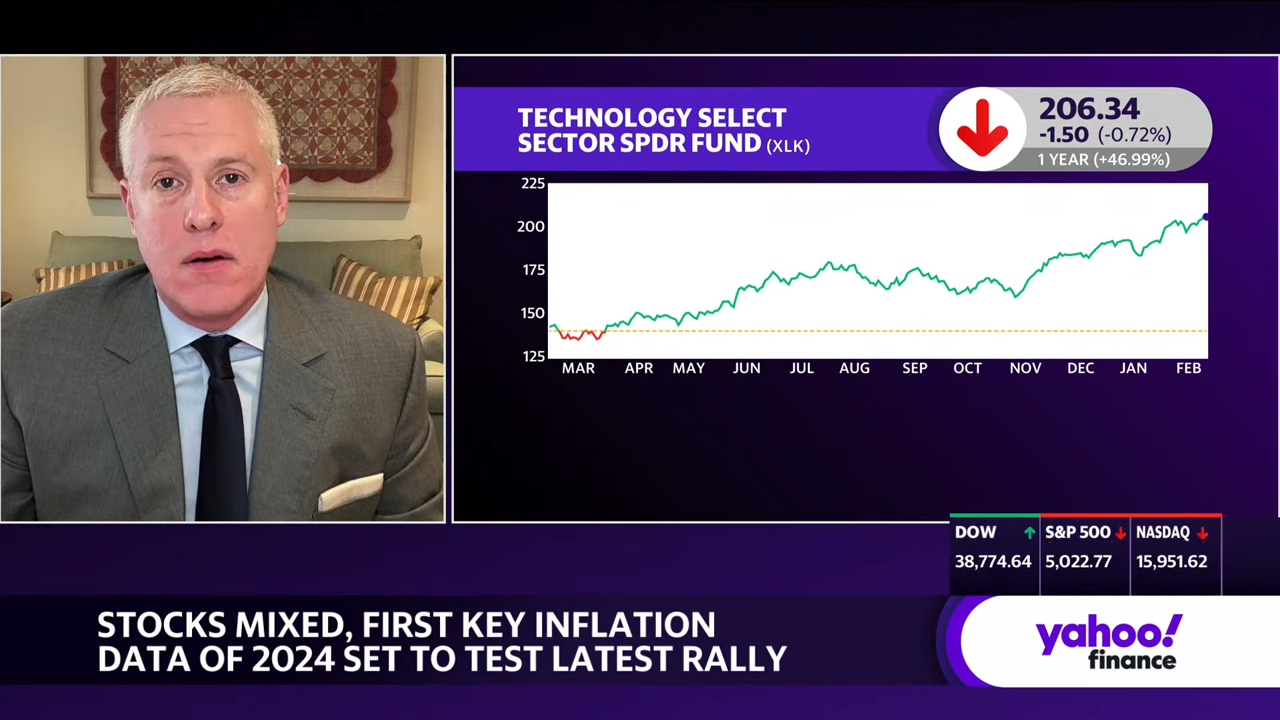 TECHNOLOGY SELECT
SECTOR SPDR FUND (XLK)
206.34
-1.50 (-0.72%)
1 YEAR (+46.99%)
225
200
175
150
125
MAR APR MAY JUN JUL AUG SEP OCT NOV DEC JAN FEB
DOW S&P 500 NASDAQ
38,774.64 5,022.77 15,951.62
STOCKS MIXED, FIRST KEY INFLATION
DATA OF 2024 SET TO TEST LATEST RALLY
yahoo!
finance